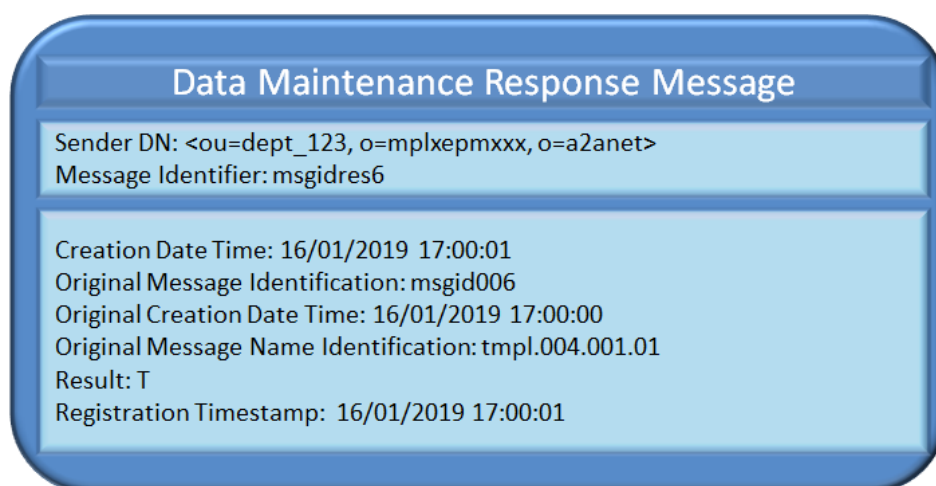 Data Maintenance Response Message
Sender DN: <ou=dept_123, o=mplxepmxxx, o=a2anet>
Message Identifier: msgidres6
Creation Date Time: 16/01/2019 17:00:01
Original Message Identification: msgid006
Original Creation Date Time: 16/01/2019 17:00:00
Original Message Name Identification: tmpl.004.001.01
Result: T
Registration Timestamp: 16/01/2019 17:00:01